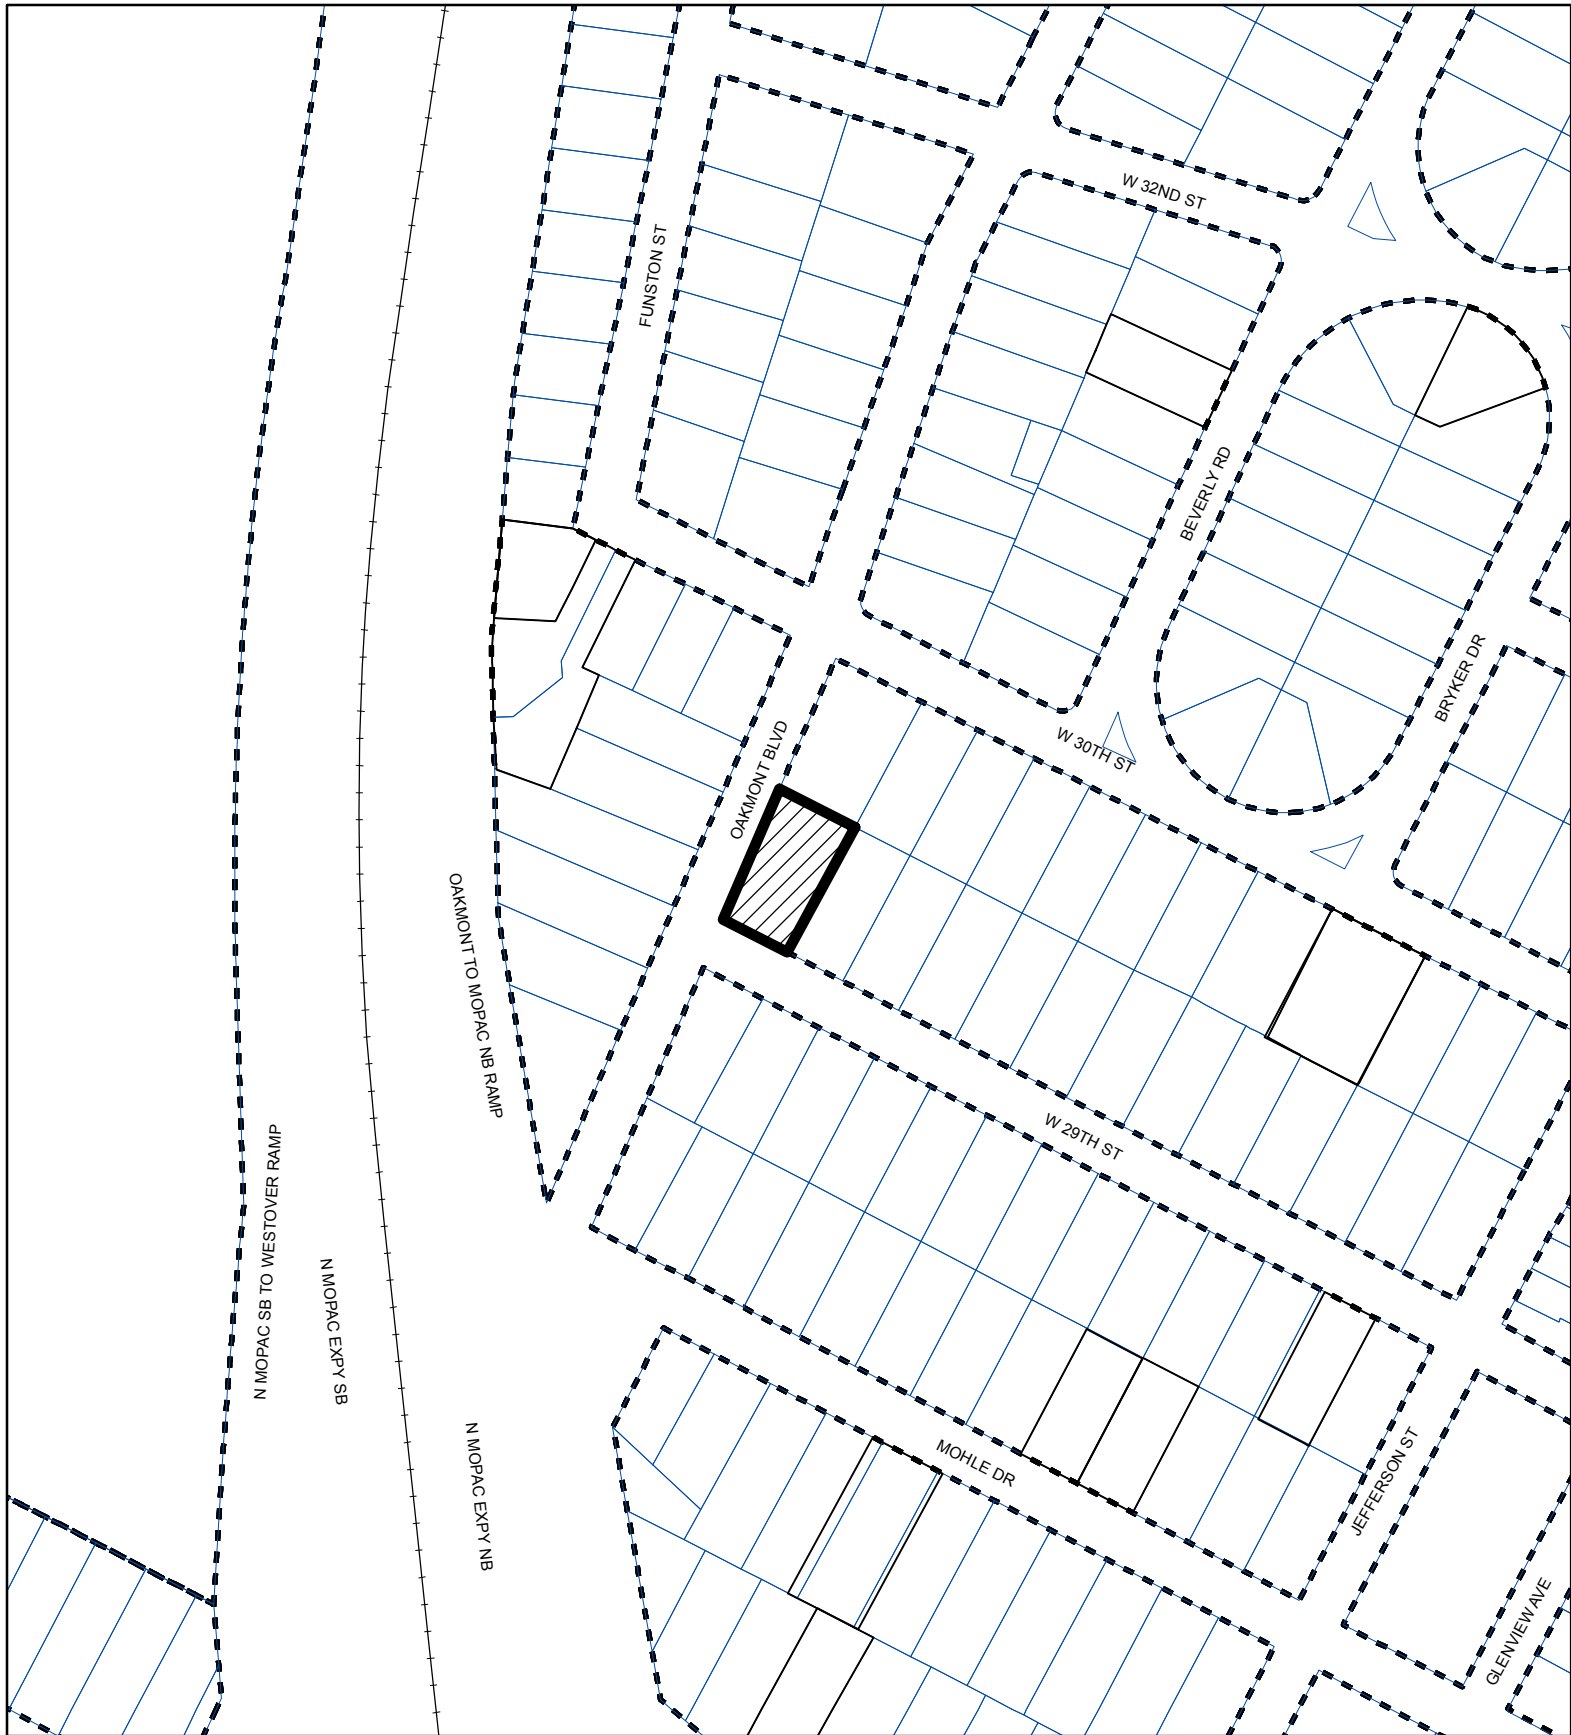 W 32ND ST
FUNSTON ST
BEVERLY RD
BRYKER DR
W 30TH ST
OAKMONT BLVD
OAKMONT TO MOPAC NB RAMP
W 29TH ST
N MOPAC SB TO WESTOVER RAMP
N MOPAC EXPY SB
N MOPAC EXPY NB
MOHLE DR
JEFFERSON ST
GLENVIEW AVE